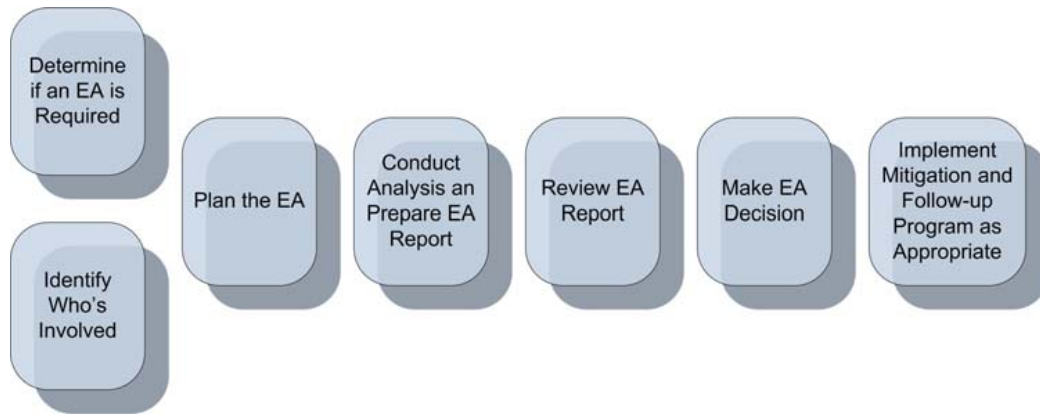 Determine
if an EA is
Required
Identify
Who's
Involved
Plan the EA
Conduct
Analysis an
Prepare EA
Report
Review EA
Report
Make EA
Decision
Implement
Mitigation and
Follow-up
Program as
Appropriate